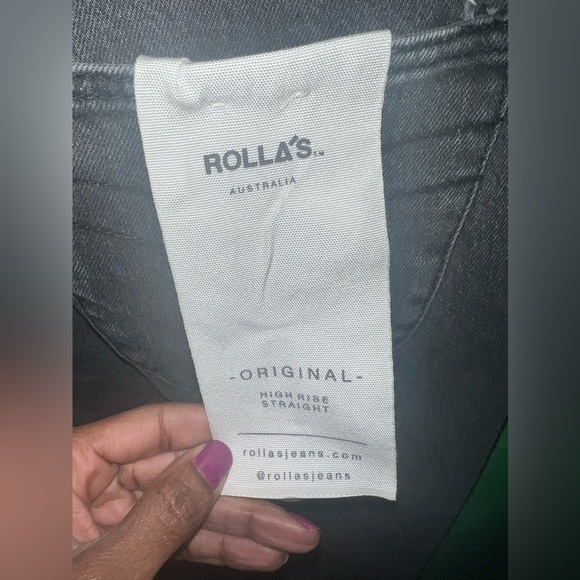 ROLLA'S™
AUSTRALIA
-ORIGINAL-
HIGH RISE
STRAIGHT
rollasjeans.com
@rollasjeans